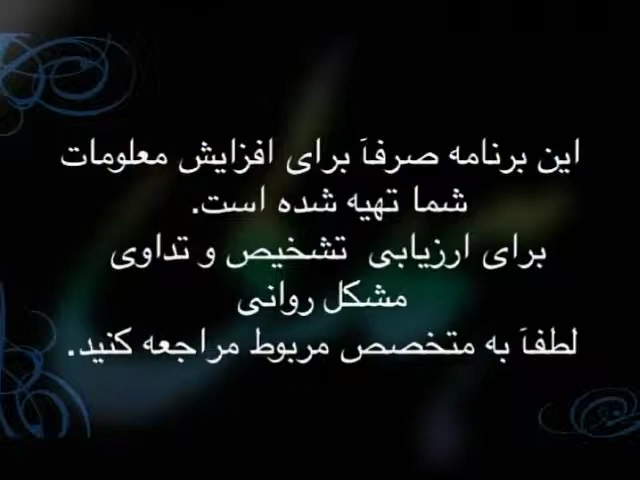 این برنامه صرفاً برای افزایش معلومات
شما تهیه شده است.
برای ارزیابی تشخیص و تداوی
مشکل روانی
لطفاً به متخصص مربوط مراجعه کنید.